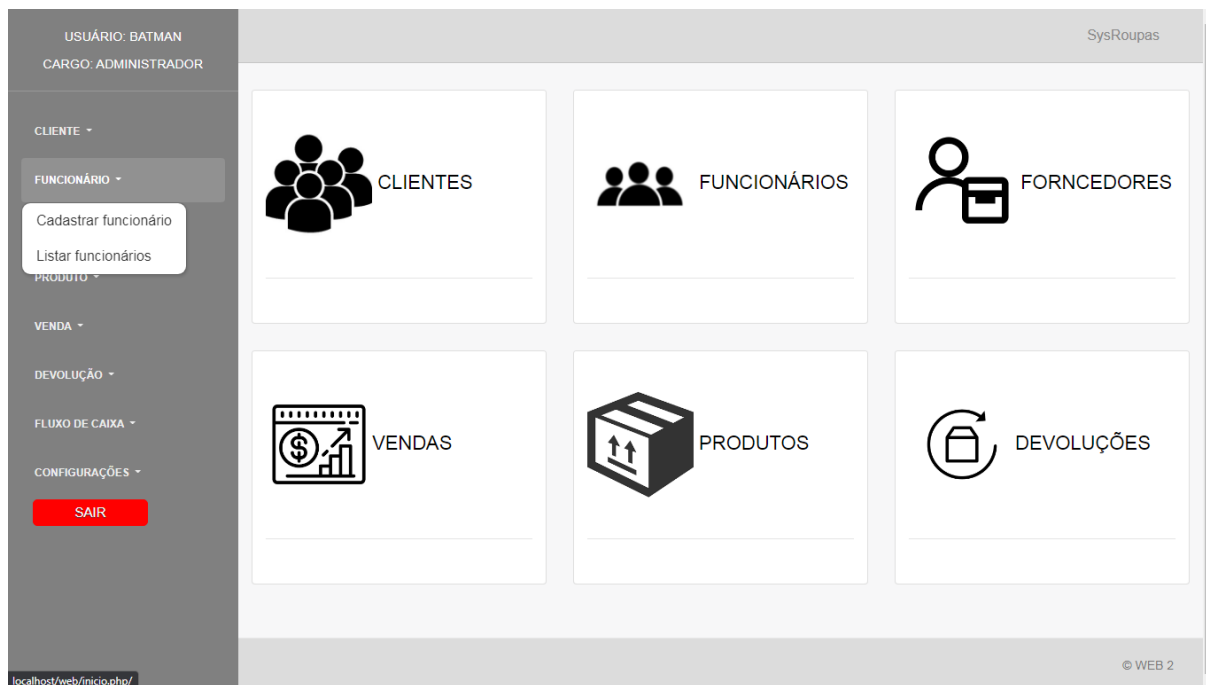 USUÁRIO: BATMAN
CARGO: ADMINISTRADOR
SysRoupas
CLIENTE
FUNCIONÁRIO
Cadastrar funcionário
Listar funcionários
PRODUTO
VENDA
DEVOLUÇÃO
FLUXO DE CAIXA
CONFIGURAÇÕES
SAIR
CLIENTES
FUNCIONÁRIOS
FORNCEDORES
VENDAS
PRODUTOS
DEVOLUÇÕES
© WEB 2
localhost/web/inicio.php/